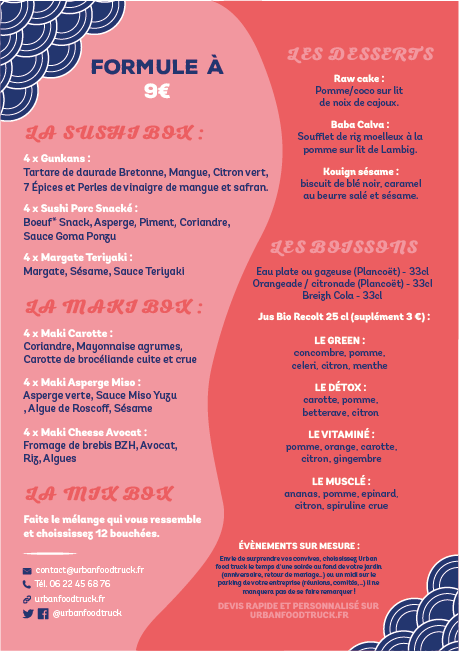 FORMULE À
9€
LA SUSHI BOX :
4 x Gunkans :
Tartare de daurade Bretonne, Mangue, Citron vert,
7 Épices et Perles de vinaigre de mangue et safran.
4 x Sushi Porc Snacké :
Boeuf* Snack, Asperge, Piment, Coriandre,
Sauce Goma Ponzu
4 x Margate Teriyaki :
Margate, Sésame, Sauce Teriyaki
LA MAKI BOX :
4 x Maki Carotte :
Coriandre, Mayonnaise agrumes,
Carotte de brocéliande cuite et crue
4 x Maki Asperge Miso :
Asperge verte, Sauce Miso Yuzu
, Algue de Roscoff, Sésame
4 x Maki Cheese Avocat :
Fromage de brebis BZH, Avocat,
Riz, Algues
LA MIX BOX
Faite le mélange qui vous ressemble
et choississez 12 bouchées.
contact@urbanfoodtruck.fr
Tél. 06 22 45 68 76
urbanfoodtruck.fr
@urbanfoodtruck
LES DESSERTS
Raw cake :
Pomme/coco sur lit
de noix de cajoux.
Baba Calva :
Soufflet de riz moelleux à la
pomme sur lit de Lambig.
Kouign sésame :
biscuit de blé noir, caramel
au beurre salé et sésame.
LES BOISSONS
Eau plate ou gazeuse (Plancoët) - 33cl
Orangeade / citronade (Plancoët) - 33cl
Breizh Cola - 33cl
Jus Bio Recolt 25 cl (suplément 3 €) :
LE GREEN :
concombre, pomme,
celeri, citron, menthe
LE DÉTOX :
carotte, pomme,
betterave, citron
LE VITAMINÉ :
pomme, orange, carotte,
citron, gingembre
LE MUSCLÉ :
ananas, pomme, epinard,
citron, spiruline crue
ÉVÈNEMENTS SUR MESURE :
Envie de surprendre vos convives, choississez Urban
food truck le temps d'une soirée au fond de votre jardin
(anniversaire, retour de mariage..) ou un midi sur le
parking de votre entreprise (réunions, comités,...) il ne
manquera pas de se faire remarquer !
DEVIS RAPIDE ET PERSONNALISÉ SUR
URBANFOODTRUCK.FR